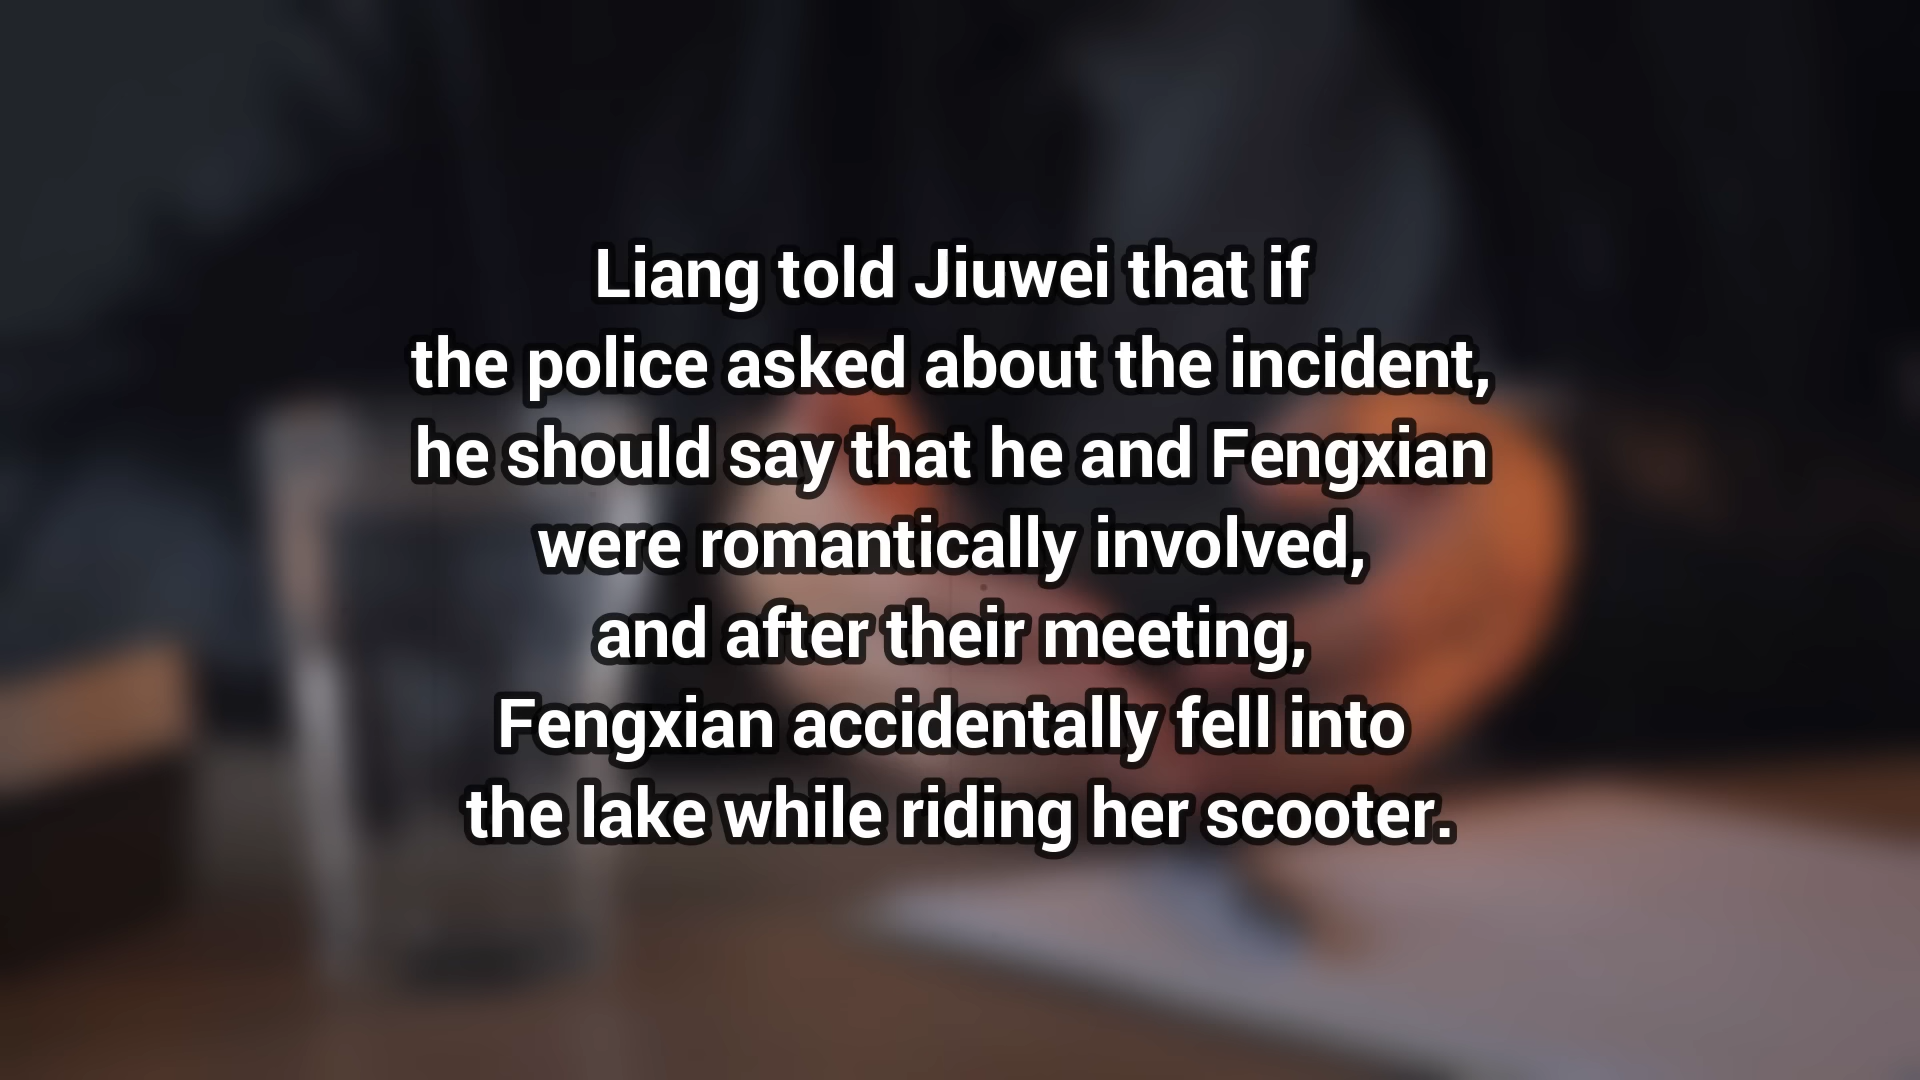 Liang told Jiuwei that if
the police asked about the incident,
he should say that he and Fengxian
were romantically involved,
and after their meeting,
Fengxian accidentally fell into
the lake while riding her scooter.